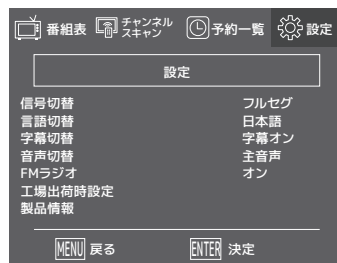 番組表 チャンネルスキャン 予約一覧 設定
設定
信号切替 フルセグ
言語切替 日本語
字幕切替 字幕オン
音声切替 主音声
FMラジオ オン
工場出荷時設定
製品情報
MENU 戻る ENTER 決定